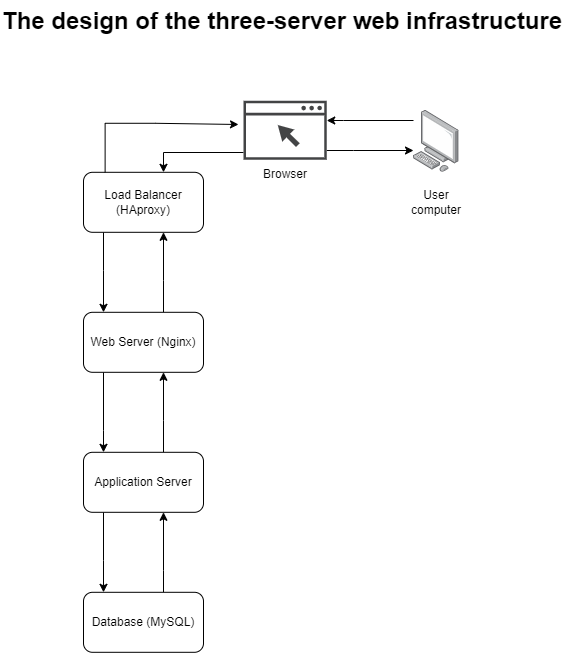 The design of the three-server web infrastructure
Browser
User
computer
Load Balancer
(HAproxy)
Web Server (Nginx)
Application Server
Database (MySQL)